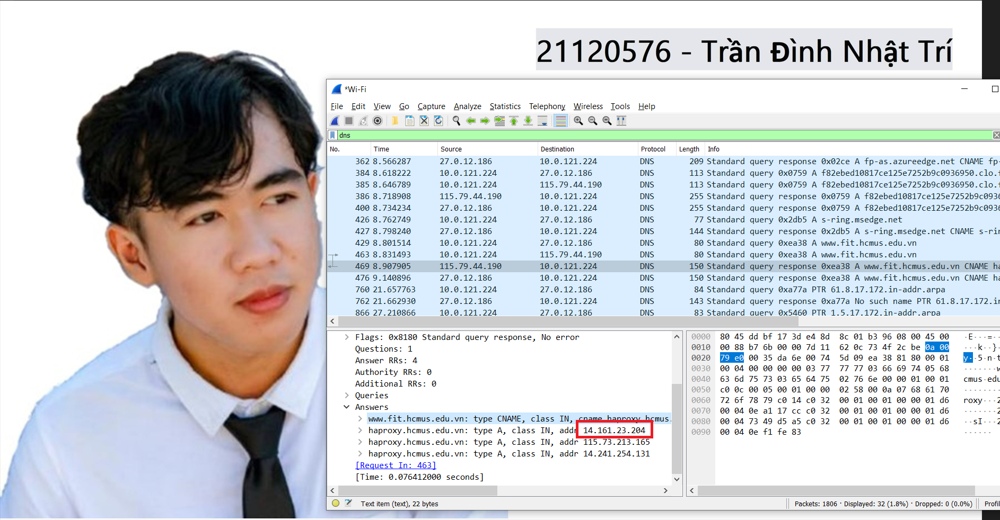 21120576 - Trần Đình Nhật Trí
*Wi-Fi
File Edit View Go Capture Analyze Statistics Telephony Wireless Tools Help
dns
No. Time Source Destination Protocol Length Info
362 8.566287 27.0.12.186 10.0.121.224 DNS 209 Standard query response 0x02ce A fp-as.azureedge.net CNAME fp-
384 8.618222 10.0.121.224 27.0.12.186 DNS 113 Standard query 0x0759 A f82ebed10817ce125e7252b9c0936950.clo.f
385 8.646789 10.0.121.224 115.79.44.190 DNS 113 Standard query 0x0759 A f82ebed10817ce125e7252b9c0936950.clo.f
386 8.718908 115.79.44.190 10.0.121.224 DNS 255 Standard query response 0x0759 A f82ebed10817ce125e7252b9c0936
400 8.734234 27.0.12.186 10.0.121.224 DNS 255 Standard query response 0x0759 A f82ebed10817ce125e7252b9c0936
426 8.762749 10.0.121.224 27.0.12.186 DNS 77 Standard query 0x2db5 A s-ring.msedge.net
427 8.798240 27.0.12.186 10.0.121.224 DNS 144 Standard query response 0x2db5 A s-ring.msedge.net CNAME s-rin
429 8.801514 10.0.121.224 27.0.12.186 DNS 80 Standard query 0xea38 A www.fit.hcmus.edu.vn
463 8.831493 10.0.121.224 115.79.44.190 DNS 80 Standard query 0xea38 A www.fit.hcmus.edu.vn
469 8.907905 115.79.44.190 10.0.121.224 DNS 150 Standard query response 0xea38 A www.fit.hcmus.edu.vn CNAME ha
476 9.140896 27.0.12.186 10.0.121.224 DNS 150 Standard query response 0xea38 A www.fit.hcmus.edu.vn CNAME ha
760 21.657763 10.0.121.224 27.0.12.186 DNS 84 Standard query 0xa77a PTR 61.8.17.172.in-addr.arpa
762 21.662930 27.0.12.186 10.0.121.224 DNS 143 Standard query response 0xa77a No such name PTR 61.8.17.172.in
866 27.210866 10.0.121.224 27.0.12.186 DNS 83 Standard query 0x5460 PTR 1.5.17.172.in-addr.arpa
Flags: 0x8180 Standard query response, No error
Questions: 1
Answer RRs: 4
Authority RRs: 0
Additional RRs: 0
Queries
Answers
www.fit.hcmus.edu.vn: type CNAME, class IN, cname haproxy.hcmus.
haproxy.hcmus.edu.vn: type A, class IN, addr 14.161.23.204
haproxy.hcmus.edu.vn: type A, class IN, addr 115.73.213.165
haproxy.hcmus.edu.vn: type A, class IN, addr 14.241.254.131
[Request In: 463]
[Time: 0.076412000 seconds]
0000 80 45 dd bf 17 3d e4 8d 8c 01 b3 96 08 00 45 00 ·E···=
0010 00 88 b7 6b 00 00 7d 11 62 0c 73 4f 2c be 0a 00 ···k··}
0020 79 e0 00 35 da 6e 00 74 5d 09 ea 38 81 80 00 01 y··5·n·t
0030 00 04 00 00 00 00 03 77 77 77 03 66 69 74 05 68 ·······w
0040 63 6d 75 73 03 65 64 75 02 76 6e 00 00 01 00 01 cmus·edu
0050 c0 0c 00 05 00 01 00 00 02 58 00 0a 07 68 61 70 ········
0060 72 6f 78 79 c0 14 c0 32 00 01 00 01 00 00 01 d6 roxy···2
0070 00 04 0e a1 17 cc c0 32 00 01 00 01 00 00 01 d6 ·······2
0080 00 04 73 49 d5 a5 c0 32 00 01 00 01 00 00 01 d6 ··sI···2
0090 00 04 0e f1 fe 83 ······
Text item (text), 22 bytes
Packets: 1806 · Displayed: 32 (1.8%) · Dropped: 0 (0.0%)
Profil